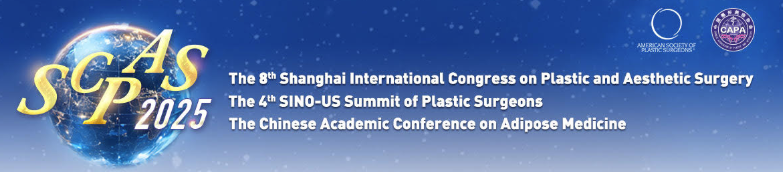 SCPAS
2025
AMERICAN SOCIETY OF
PLASTIC SURGEONS
CAPA
The 8th Shanghai International Congress on Plastic and Aesthetic Surgery
The 4th SINO-US Summit of Plastic Surgeons
The Chinese Academic Conference on Adipose Medicine